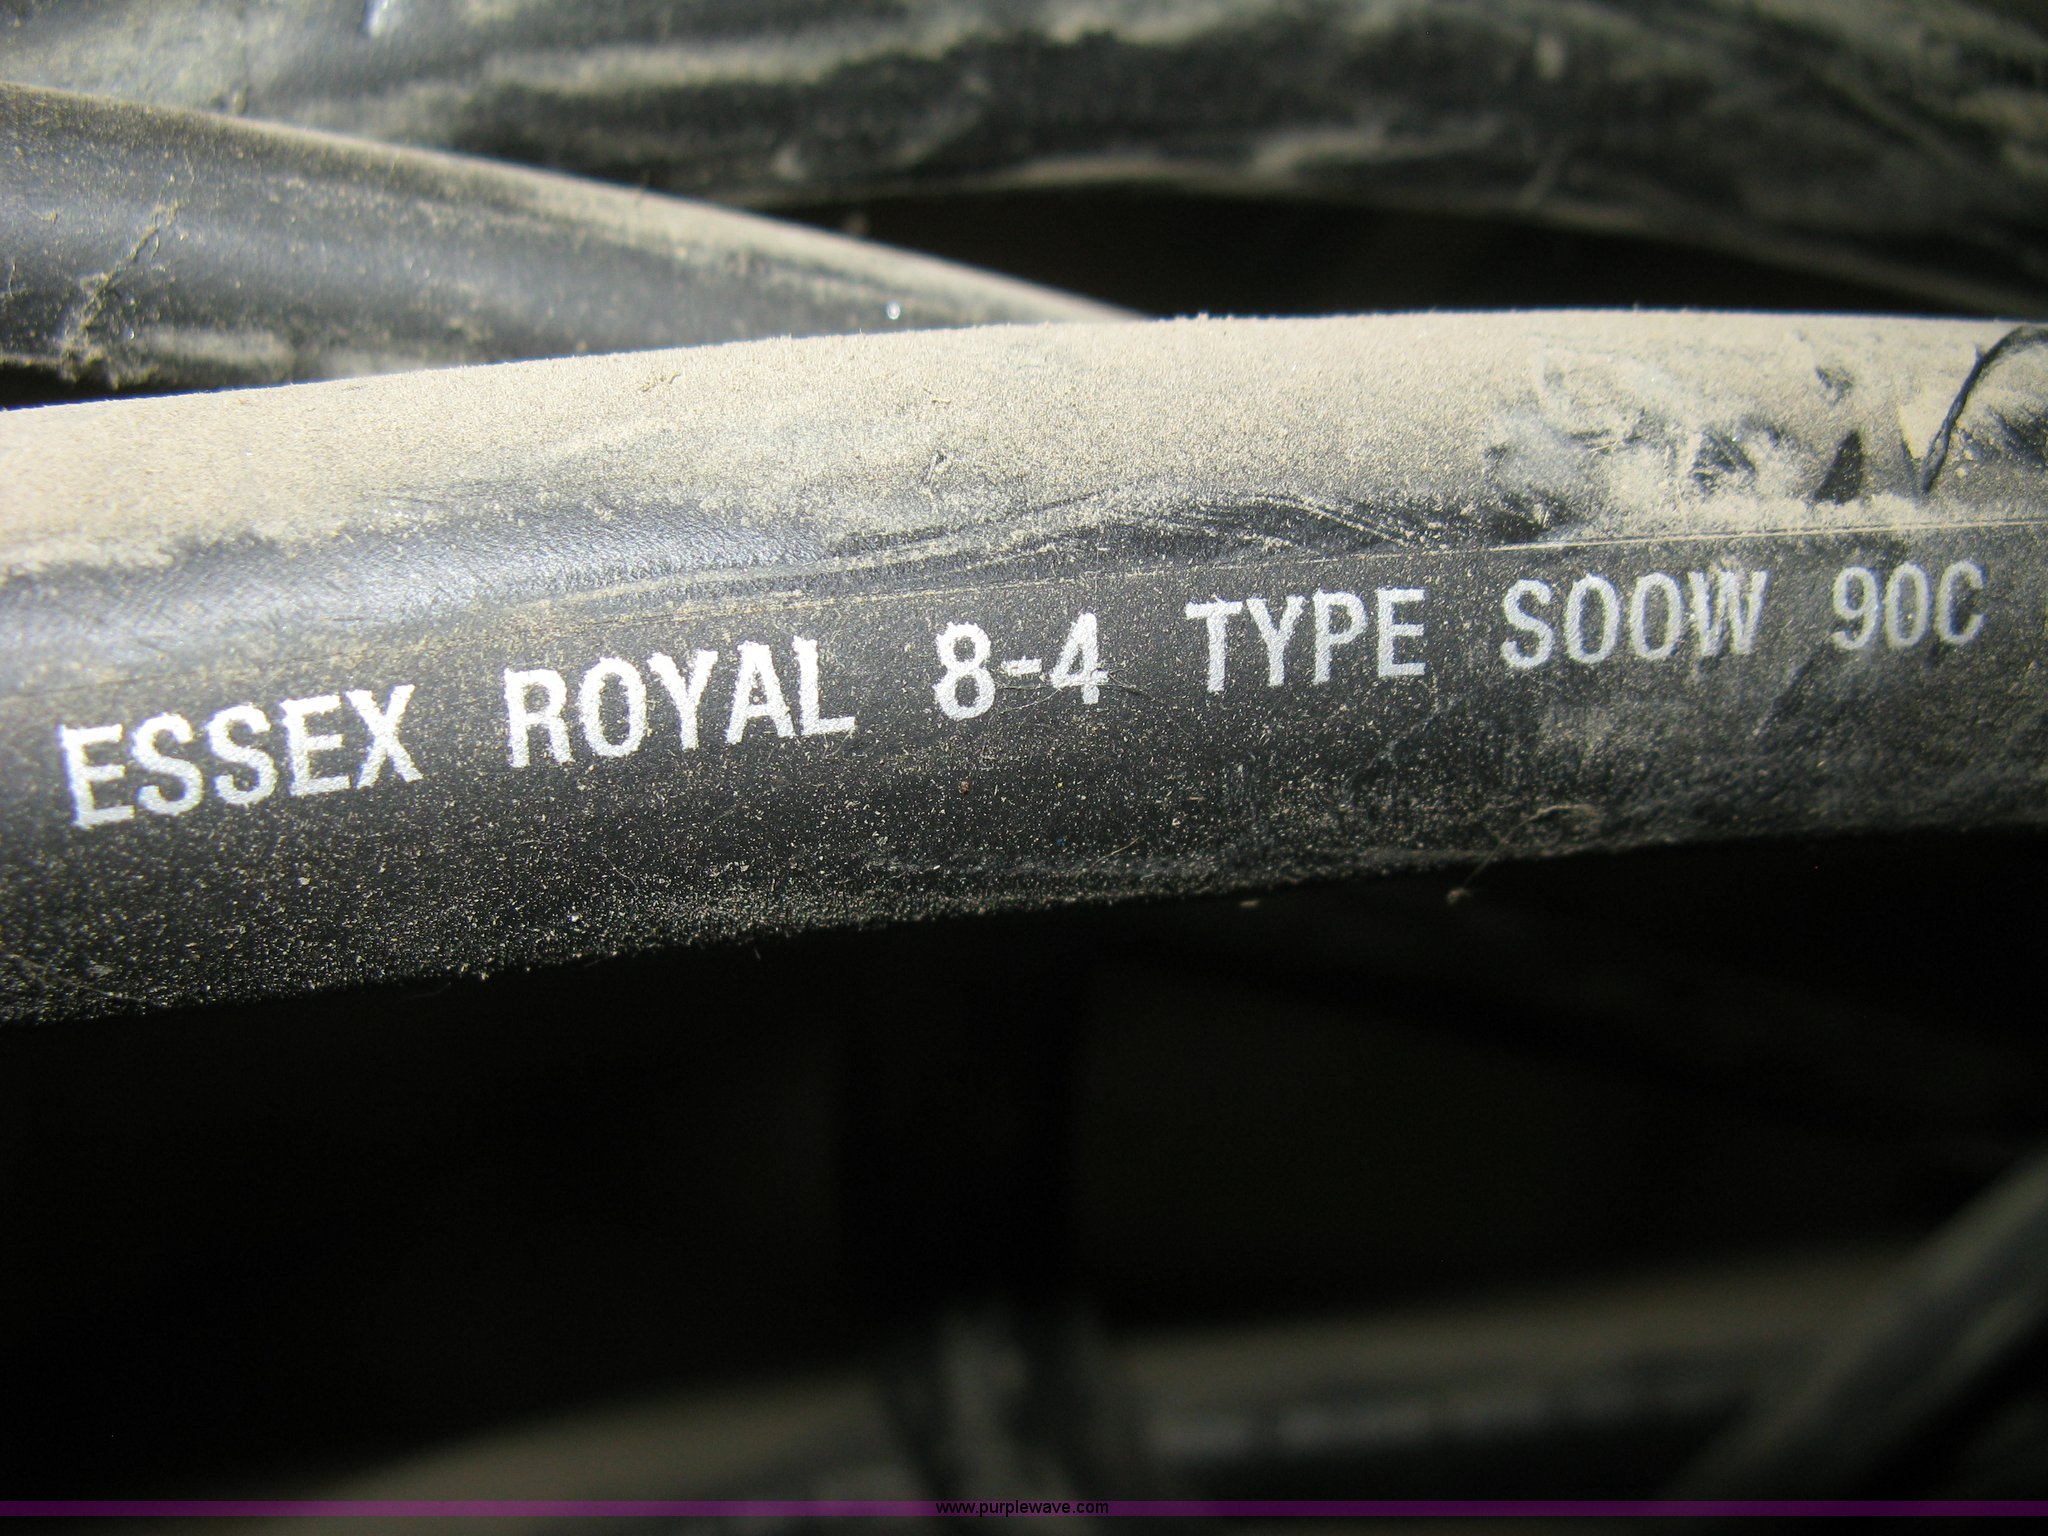 ESSEX ROYAL 8-4 TYPE SOOW 90C
www.purplewave.com